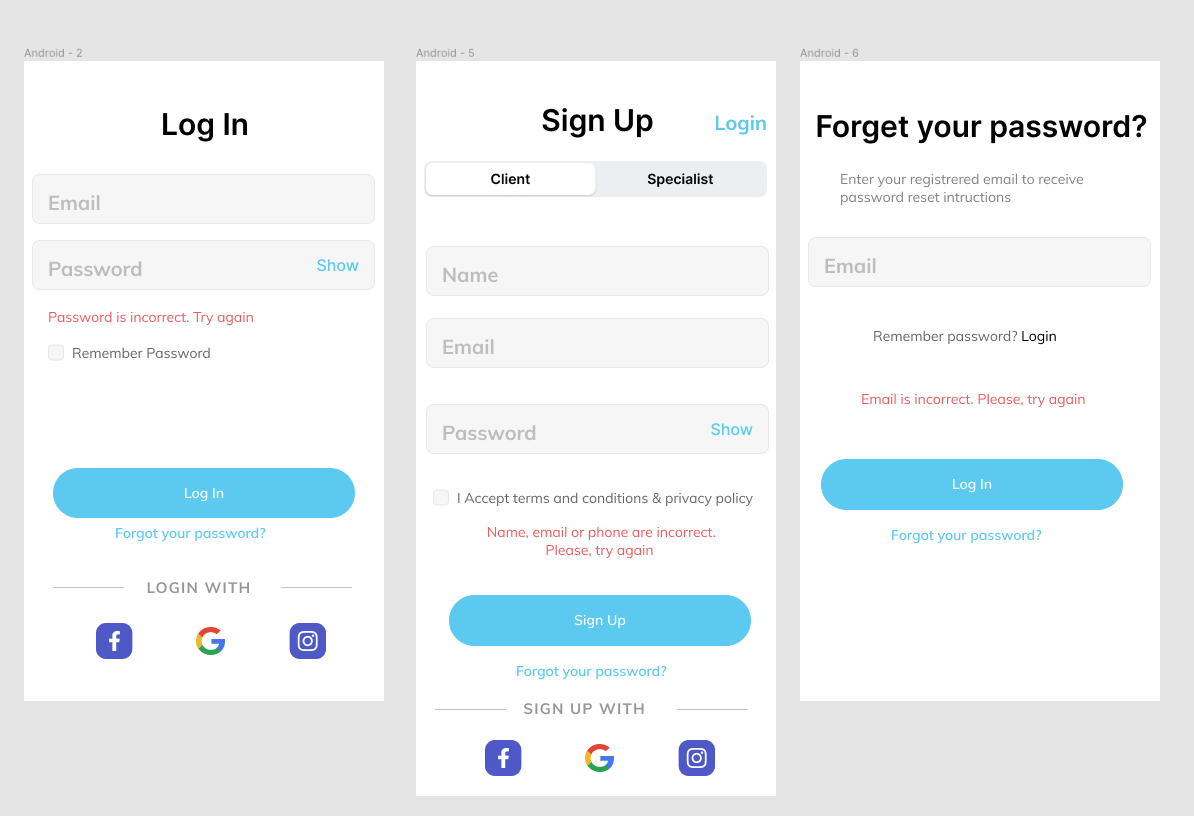 Android - 2
Log In
Email
Password
Show
Password is incorrect. Try again
Remember Password
Log In
Forgot your password?
LOGIN WITH
Android - 5
Sign Up
Login
Client
Specialist
Name
Email
Password
Show
I Accept terms and conditions & privacy policy
Name, email or phone are incorrect.
Please, try again
Sign Up
Forgot your password?
SIGN UP WITH
Android - 6
Forget your password?
Enter your registrered email to receive
password reset intructions
Email
Remember password? Login
Email is incorrect. Please, try again
Log In
Forgot your password?